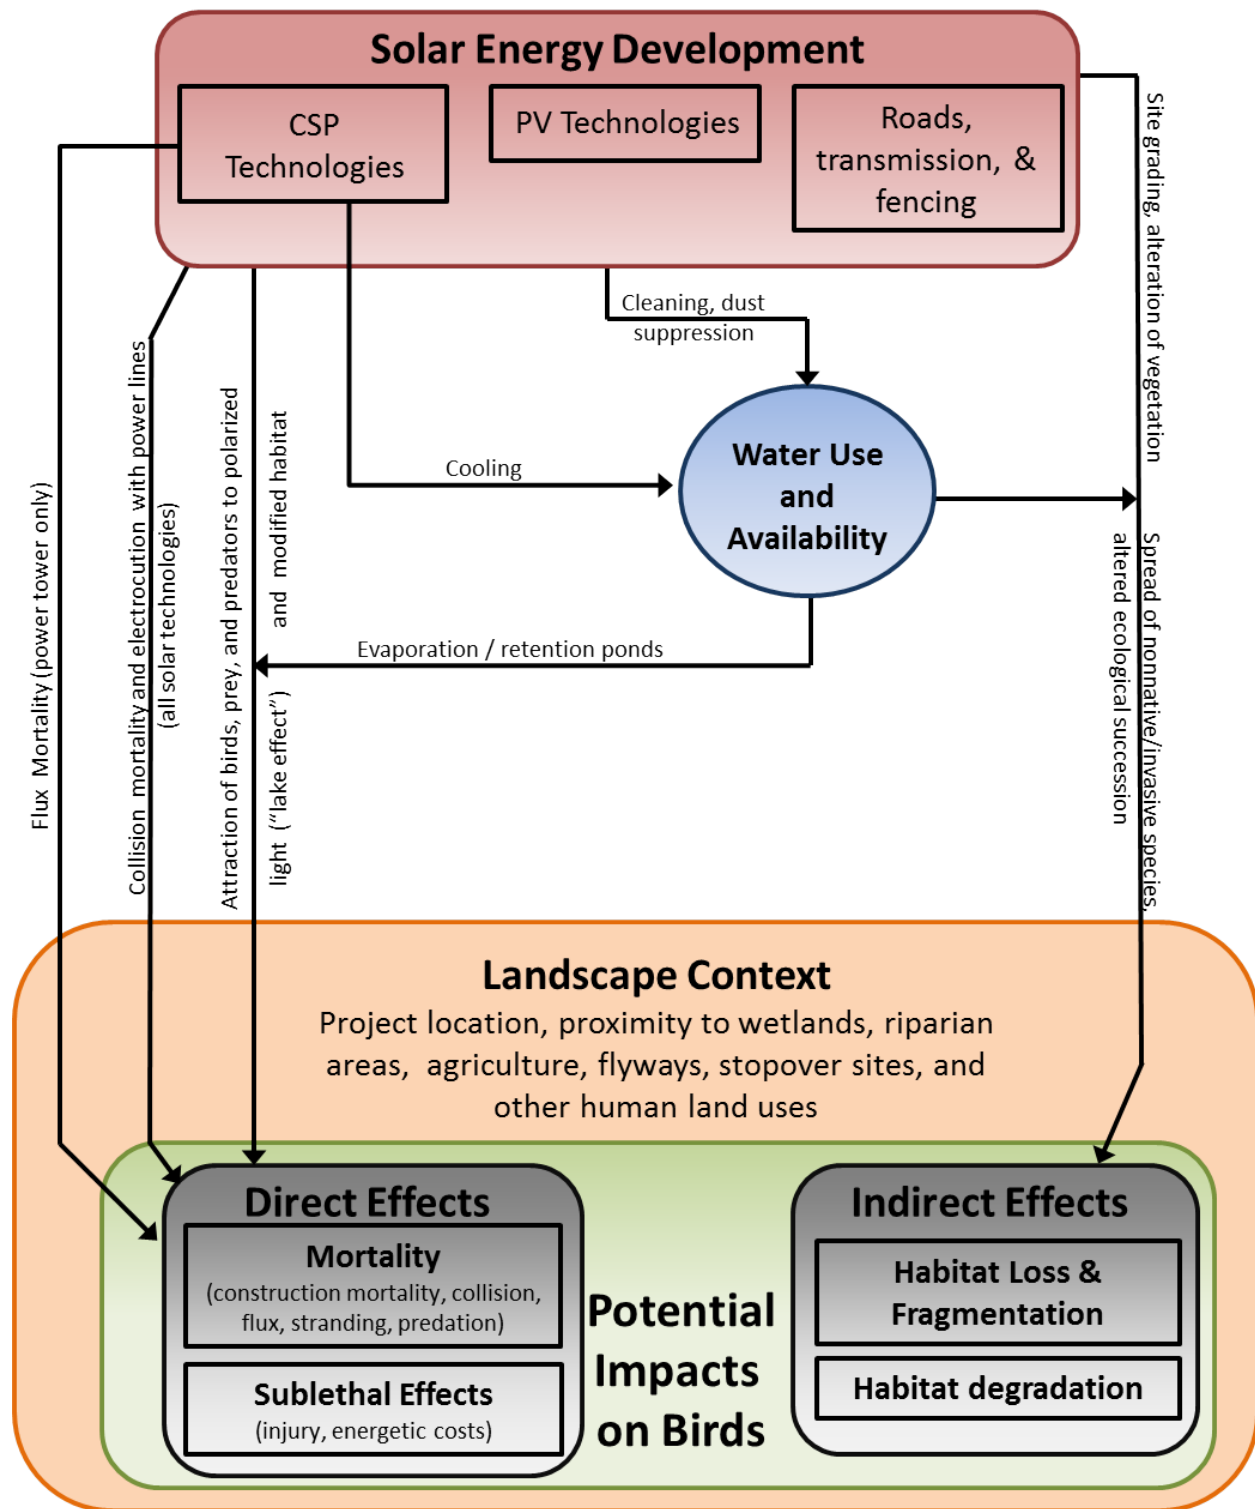 Solar Energy Development
CSP
Technologies
PV Technologies
Roads,
transmission, &
fencing
Site grading, alteration of vegetation
Cleaning, dust
suppression
Cooling
Water Use
and
Availability
Evaporation / retention ponds
Flux Mortality (power tower only)
Collision mortality and electrocution with power lines
(all solar technologies)
Attraction of birds, prey, and predators to polarized
light (“lake effect”) and modified habitat
Spread of nonnative/invasive species,
altered ecological succession
Landscape Context
Project location, proximity to wetlands, riparian
areas, agriculture, flyways, stopover sites, and
other human land uses
Direct Effects
Mortality
(construction mortality, collision,
flux, stranding, predation)
Sublethal Effects
(injury, energetic costs)
Potential
Impacts
on Birds
Indirect Effects
Habitat Loss &
Fragmentation
Habitat degradation